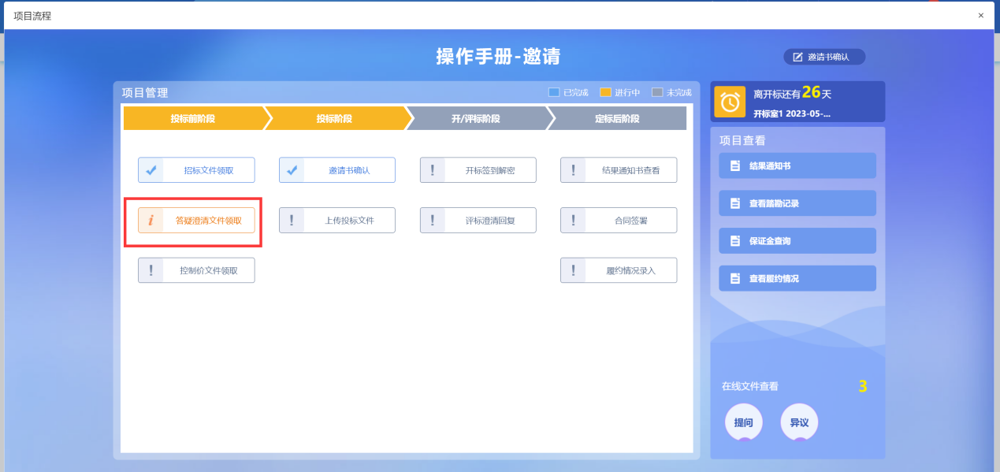 项目流程
×
操作手册-邀请
邀请书确认
项目管理
已完成 进行中 未完成
投标前阶段 投标阶段 开/评标阶段 定标后阶段
招标文件领取 邀请书确认 开标签到解密 结果通知书查看
答疑澄清文件领取 上传投标文件 评标澄清回复 合同签署
控制价文件领取 履约情况录入
离开标还有26天
开标室1 2023-05-...
项目查看
结果通知书
查看踏勘记录
保证金查询
查看履约情况
在线文件查看 3
提问 异议